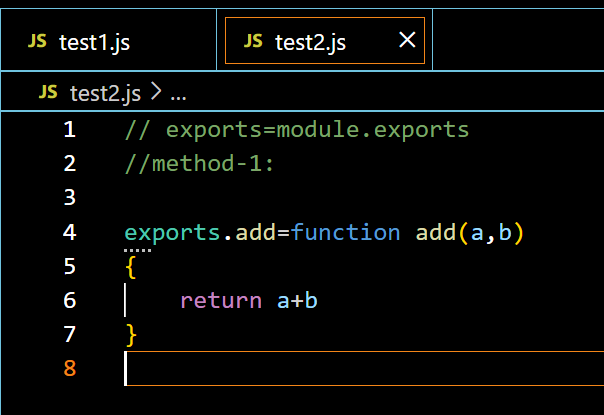 JS test1.js JS test2.js ×
JS test2.js > ...
1 // exports=module.exports
2 //method-1:
3
4 exports.add=function add(a,b)
5 {
6     return a+b
7 }
8